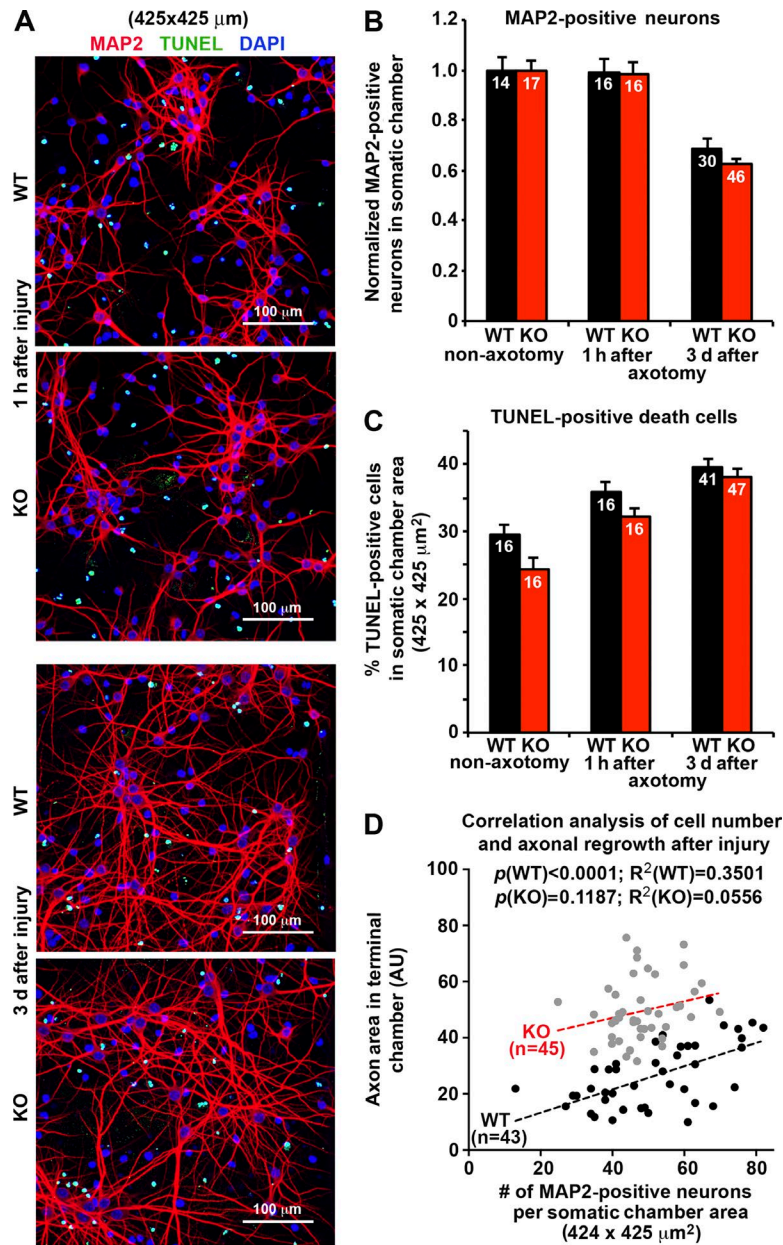 A
(425x425 µm)
MAP2 TUNEL DAPI
WT
1 h after injury
100 µm
KO
100 µm
WT
3 d after injury
100 µm
KO
100 µm
B
MAP2-positive neurons
Normalized MAP2-positive
neurons in somatic chamber
1.4
1.2
1.0
0.8
0.6
0.4
0.2
0
14 17 16 16 30 46
WT KO WT KO WT KO
non-axotomy 1 h after 3 d after
axotomy
C
TUNEL-positive death cells
% TUNEL-positive cells
in somatic chamber area
(425 x 425 µm²)
40
30
20
10
0
16 16 16 16 41 47
WT KO WT KO WT KO
non-axotomy 1 h after 3 d after
axotomy
D
Correlation analysis of cell number
and axonal regrowth after injury
p(WT)<0.0001; R²(WT)=0.3501
p(KO)=0.1187; R²(KO)=0.0556
Axon area in terminal
chamber (AU)
100
80
60
40
20
0
KO
(n=45)
WT
(n=43)
0 20 40 60 80
# of MAP2-positive neurons
per somatic chamber area
(424 x 425 µm²)